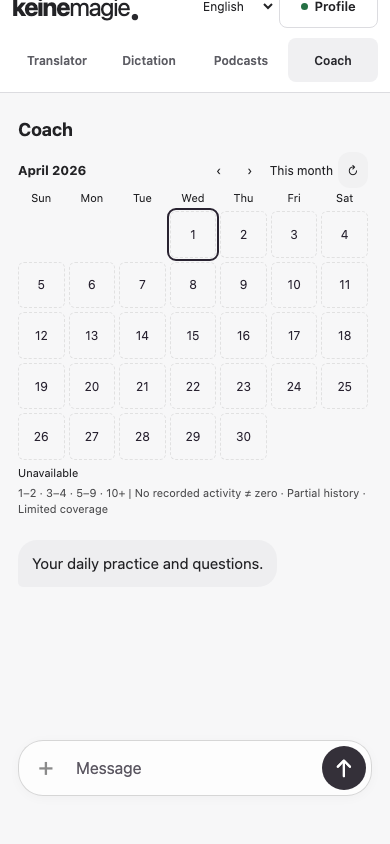 keinemagie.
English
Profile
Translator Dictation Podcasts Coach
Coach
April 2026 ‹ › This month ↻
Sun Mon Tue Wed Thu Fri Sat
1 2 3 4
5 6 7 8 9 10 11
12 13 14 15 16 17 18
19 20 21 22 23 24 25
26 27 28 29 30
Unavailable
1–2 · 3–4 · 5–9 · 10+ | No recorded activity ≠ zero · Partial history ·
Limited coverage
Your daily practice and questions.
Message